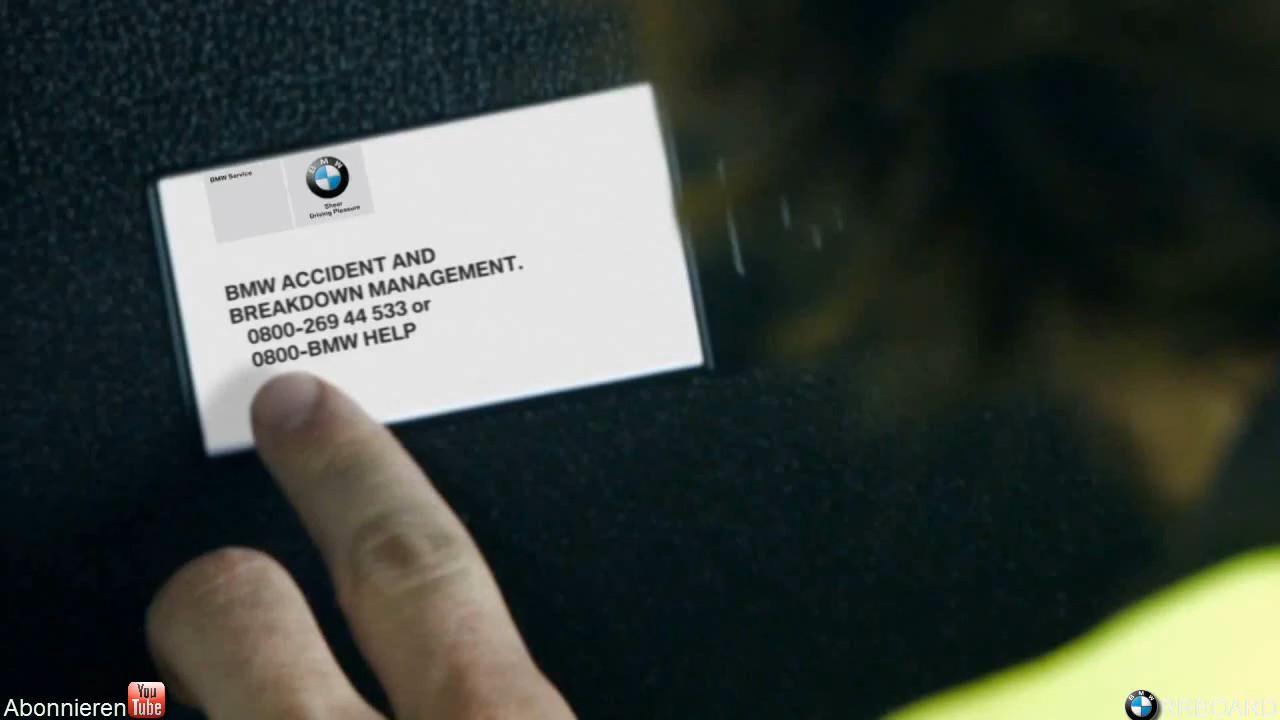 BMW Service
BMW
Sheer
Driving Pleasure
BMW ACCIDENT AND
BREAKDOWN MANAGEMENT.
0800-269 44 533 or
0800-BMW HELP
Abonnieren You Tube
BMW